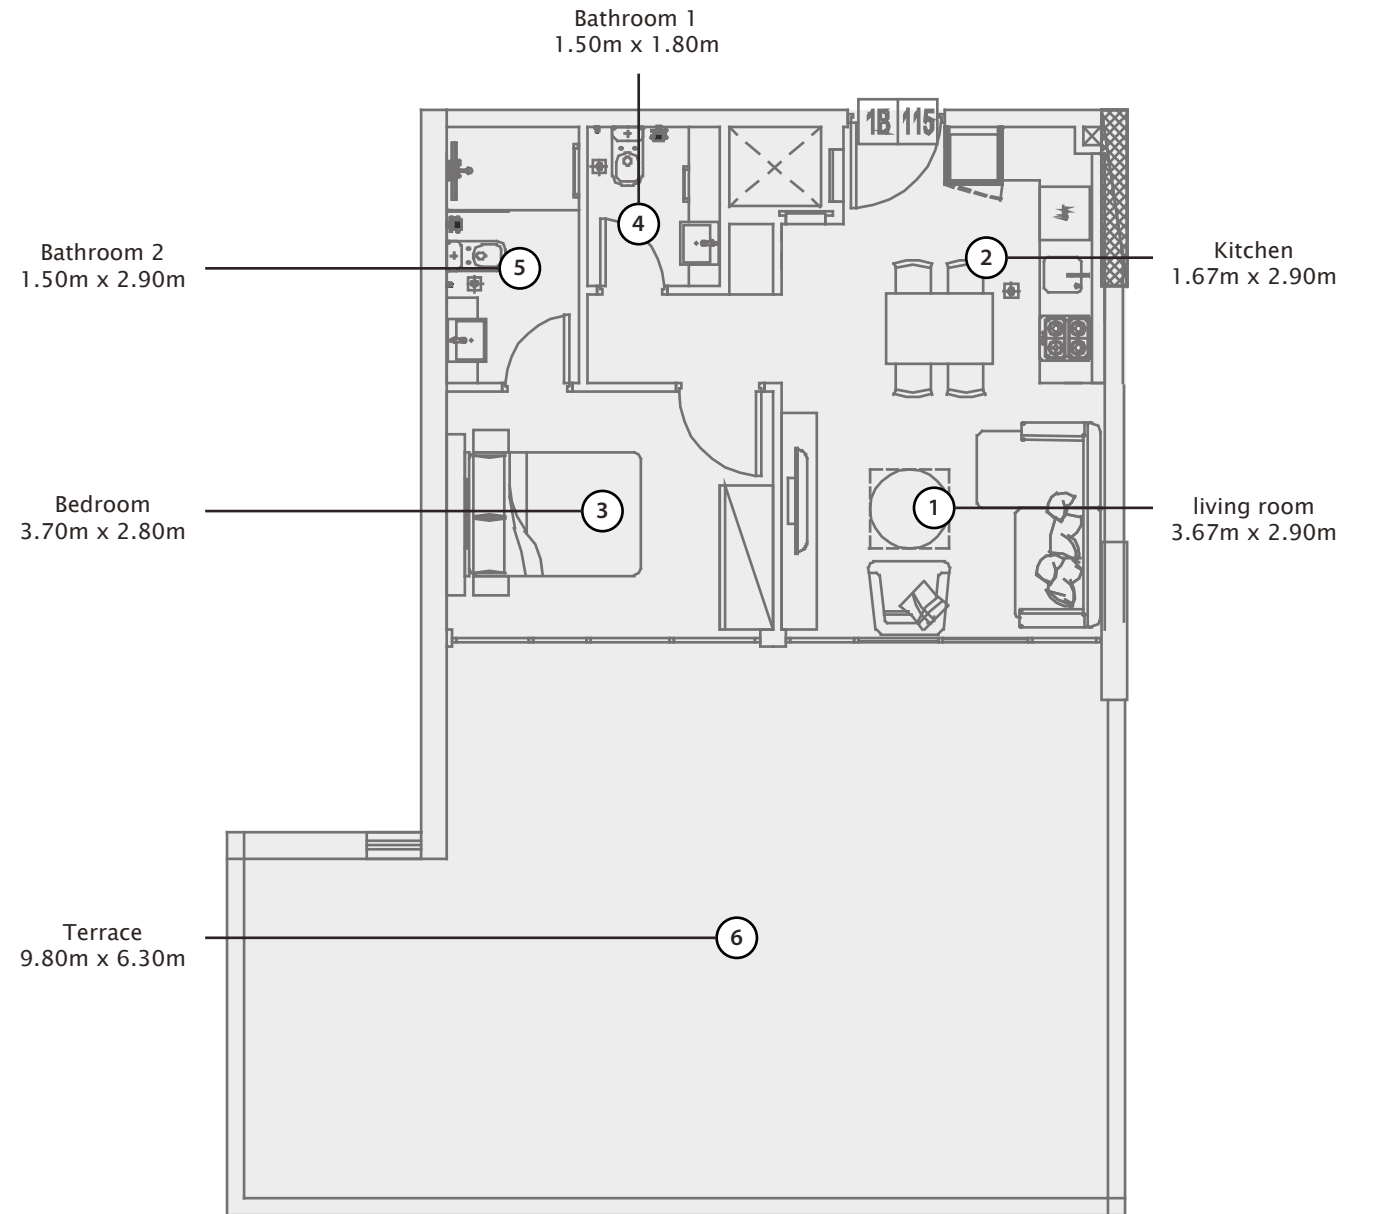 Bathroom 1
1.50m x 1.80m
1B 115
4
Bathroom 2
1.50m x 2.90m
5
2
Kitchen
1.67m x 2.90m
Bedroom
3.70m x 2.80m
3
1
living room
3.67m x 2.90m
Terrace
9.80m x 6.30m
6